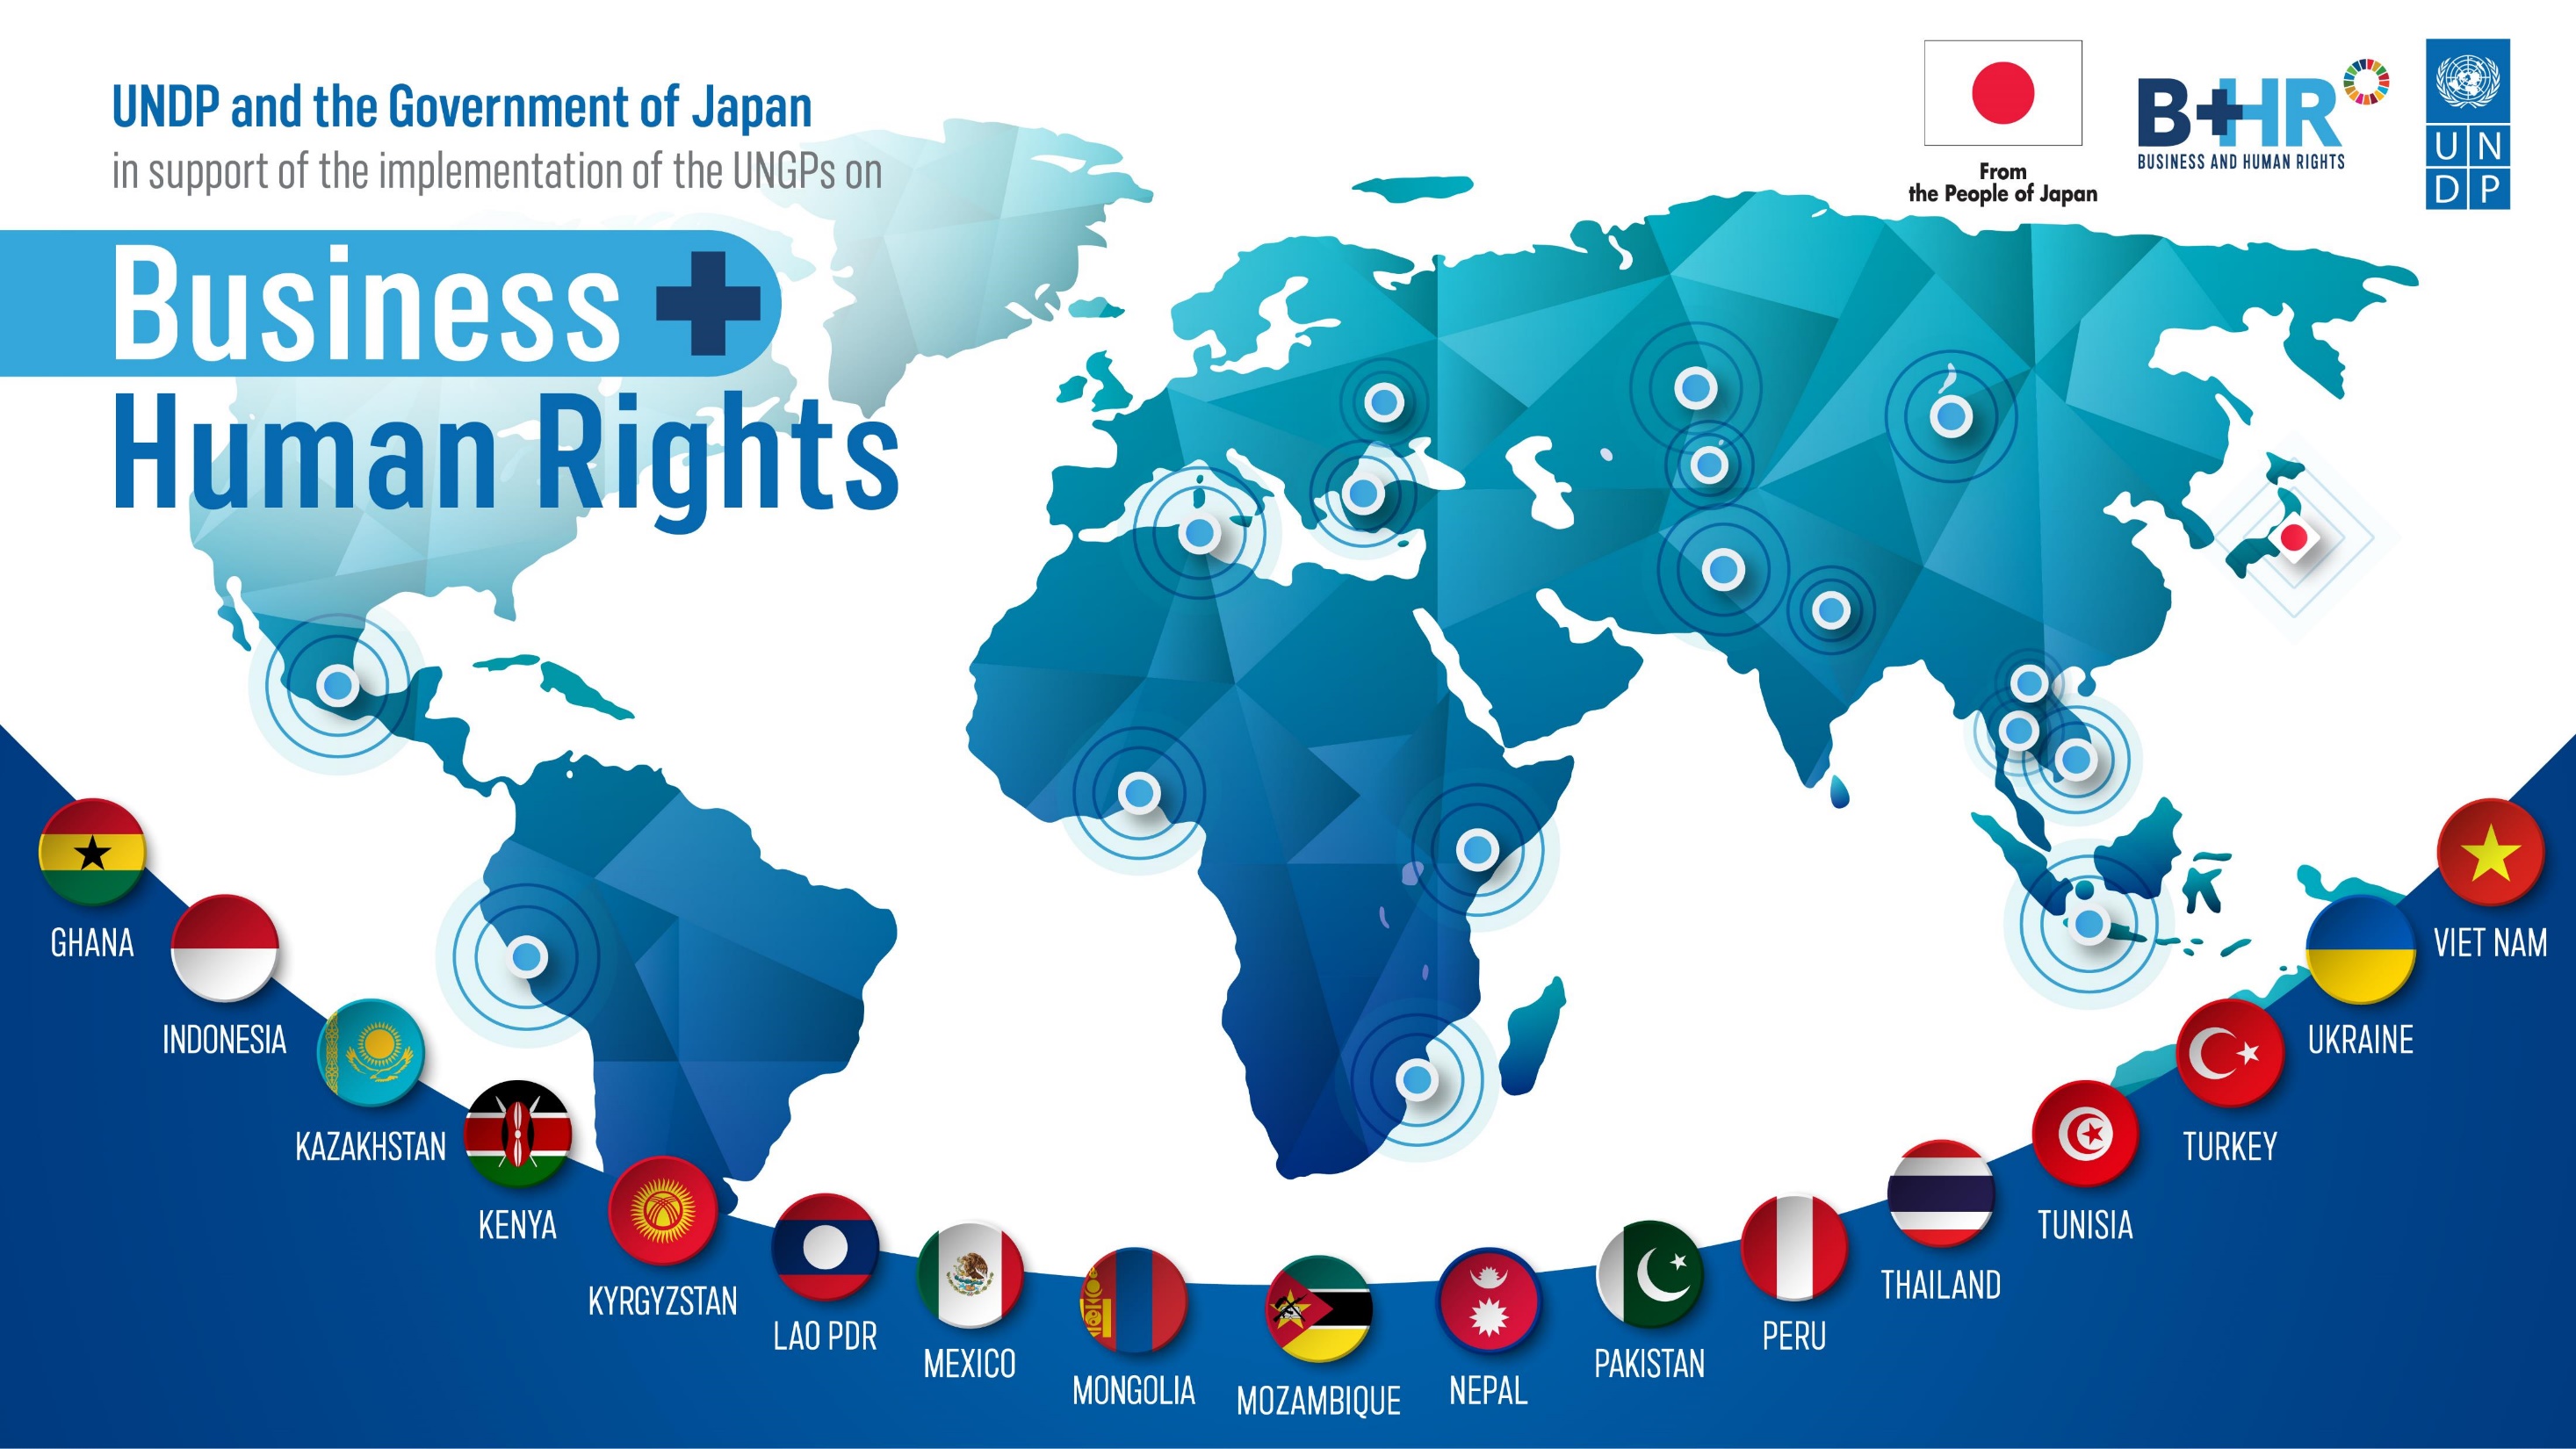 UNDP and the Government of Japan
in support of the implementation of the UNGPs on
Business +
Human Rights
From
the People of Japan
B+HR
BUSINESS AND HUMAN RIGHTS
U N
D P
GHANA
INDONESIA
KAZAKHSTAN
KENYA
KYRGYZSTAN
LAO PDR
MEXICO
MONGOLIA
MOZAMBIQUE
NEPAL
PAKISTAN
PERU
THAILAND
TUNISIA
TURKEY
UKRAINE
VIET NAM